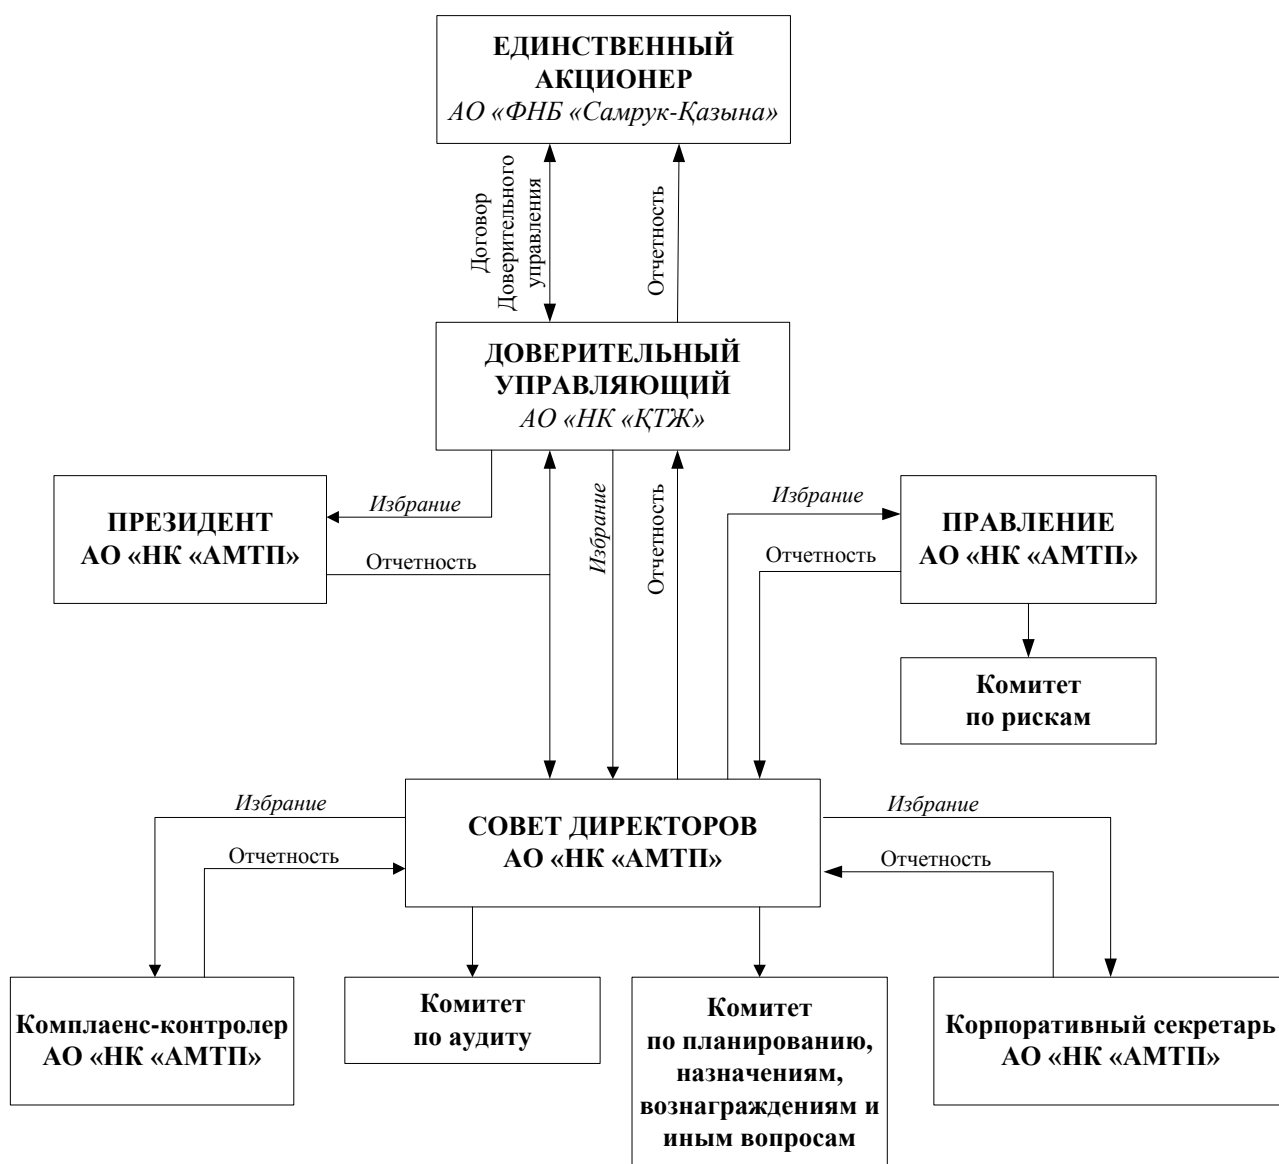 ЕДИНСТВЕННЫЙ
АКЦИОНЕР
АО «ФНБ «Самрук-Қазына»
Договор
Доверительного
управления
Отчетность
ДОВЕРИТЕЛЬНЫЙ
УПРАВЛЯЮЩИЙ
АО «НК «ҚТЖ»
ПРЕЗИДЕНТ
АО «НК «АМТП»
Избрание
Отчетность
Избрание
Отчетность
Избрание
Отчетность
ПРАВЛЕНИЕ
АО «НК «АМТП»
Комитет
по рискам
Избрание
Отчетность
СОВЕТ ДИРЕКТОРОВ
АО «НК «АМТП»
Избрание
Отчетность
Комплаенс-контролер
АО «НК «АМТП»
Комитет
по аудиту
Комитет
по планированию,
назначениям,
вознаграждениям и
иным вопросам
Корпоративный секретарь
АО «НК «АМТП»